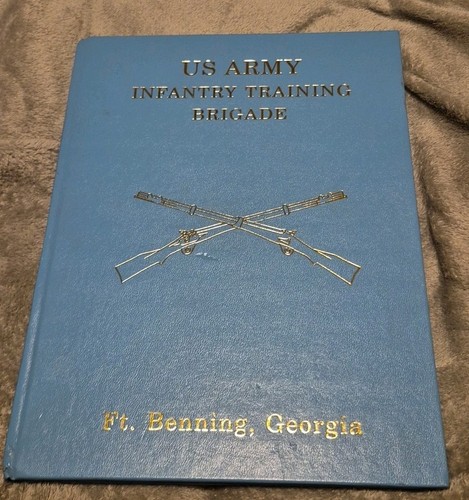 US ARMY
INFANTRY TRAINING
BRIGADE
Ft. Benning, Georgia